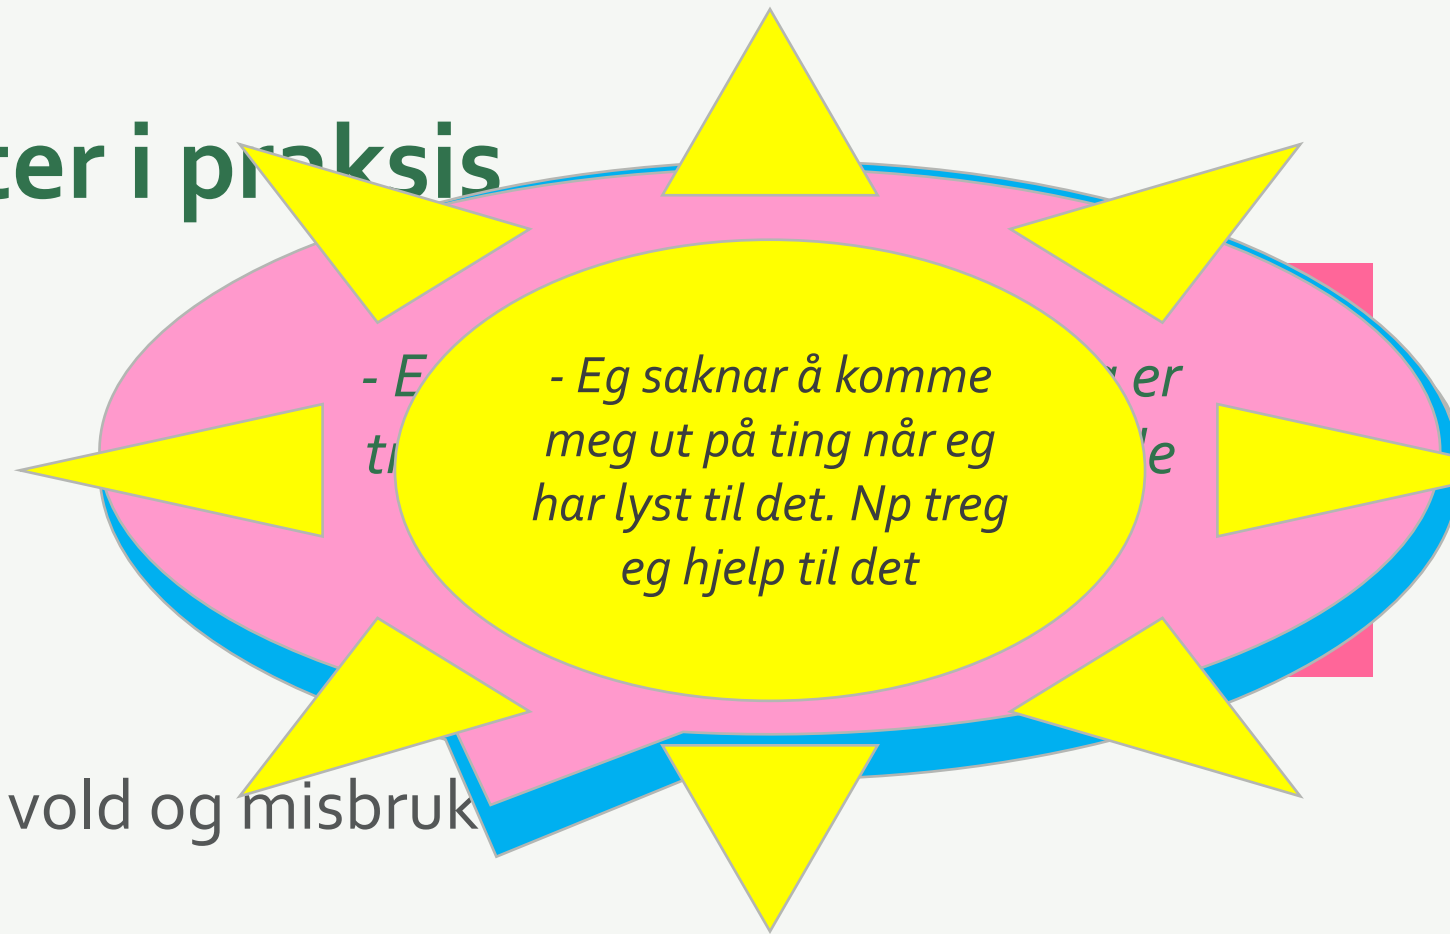 i praksis
- Eg saknar å komme
meg ut på ting når eg
har lyst til det. Np treg
eg hjelp til det
er
vold og misbruk